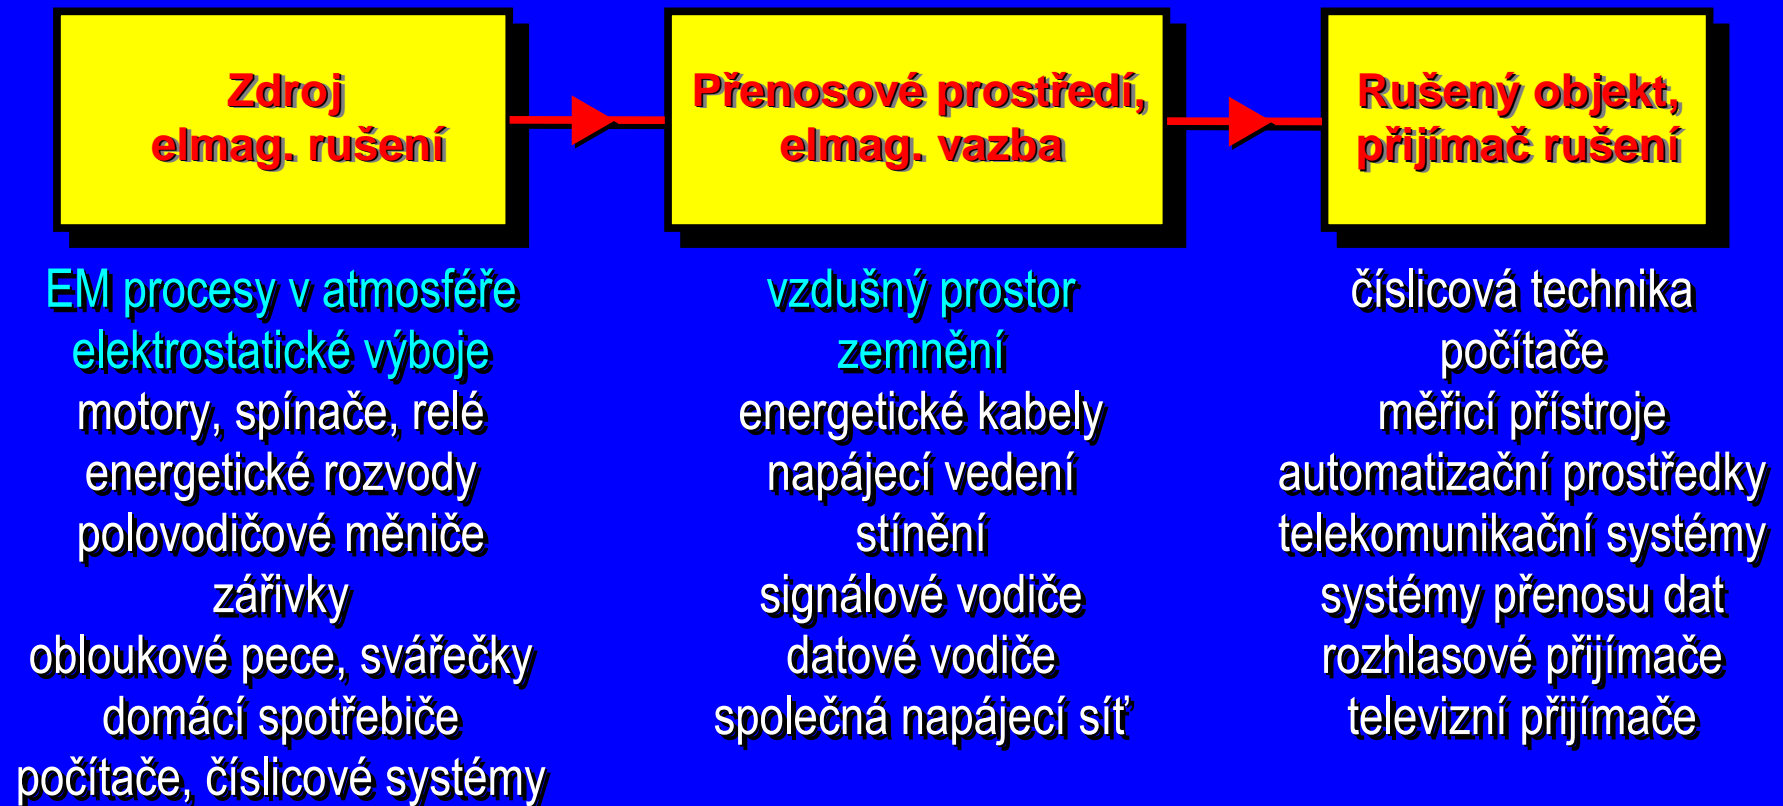 Zdroj
elmag. rušení
Přenosové prostředí,
elmag. vazba
Rušený objekt,
přijímač rušení
EM procesy v atmosféře
elektrostatické výboje
motory, spínače, relé
energetické rozvody
polovodičové měniče
zářivky
obloukové pece, svářečky
domácí spotřebiče
počítače, číslicové systémy
vzdušný prostor
zemnění
energetické kabely
napájecí vedení
stínění
signálové vodiče
datové vodiče
společná napájecí síť
číslicová technika
počítače
měřicí přístroje
automatizační prostředky
telekomunikační systémy
systémy přenosu dat
rozhlasové přijímače
televizní přijímače